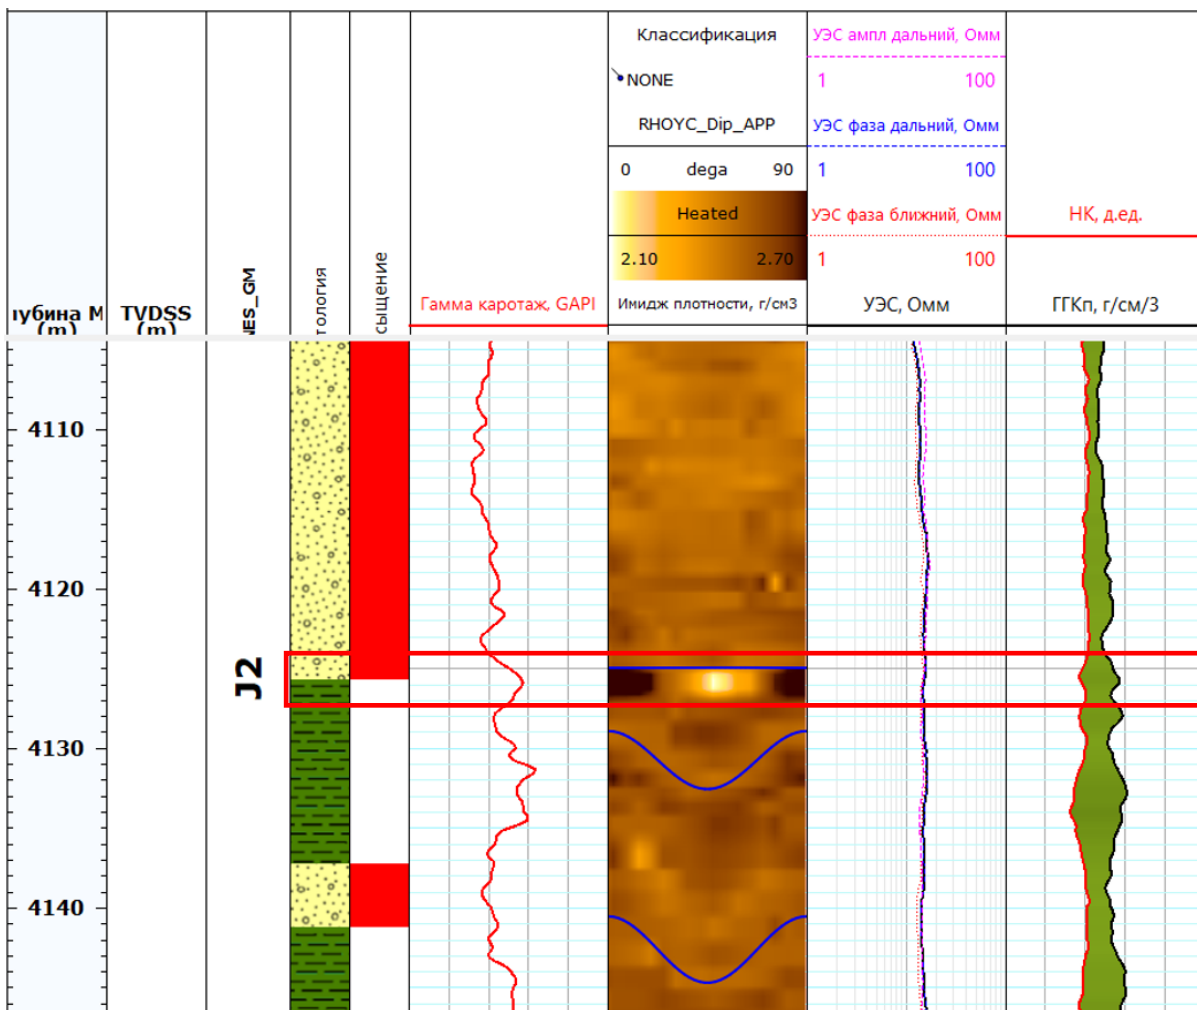 Классификация
NONE
RHOYC_Dip_APP
0 dega 90
Heated
2.10 2.70
Имидж плотности, г/см3
УЭС ампл дальний, Омм
1 100
УЭС фаза дальний, Омм
1 100
УЭС фаза ближний, Омм
1 100
УЭС, Омм
НК, д.ед.
ГГКп, г/см/3
Гамма каротаж, GAPI
убина М
(m)
TVDSS
(m)
NES_GM
тология
сыщение
4110
4120
J2
4130
4140